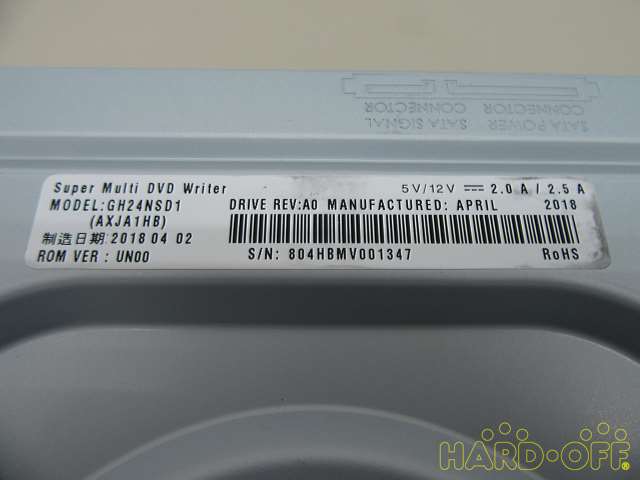 SATA SIGNAL CONNECTOR
SATA POWER CONNECTOR
Super Multi DVD Writer
5V/12V ⎓ 2.0 A / 2.5 A
MODEL:GH24NSD1
DRIVE REV:A0 MANUFACTURED: APRIL 2018
(AXJA1HB)
制造日期:2018 04 02
ROM VER : UN00
S/N: 804HBMV001347
RoHS
HARD-OFF